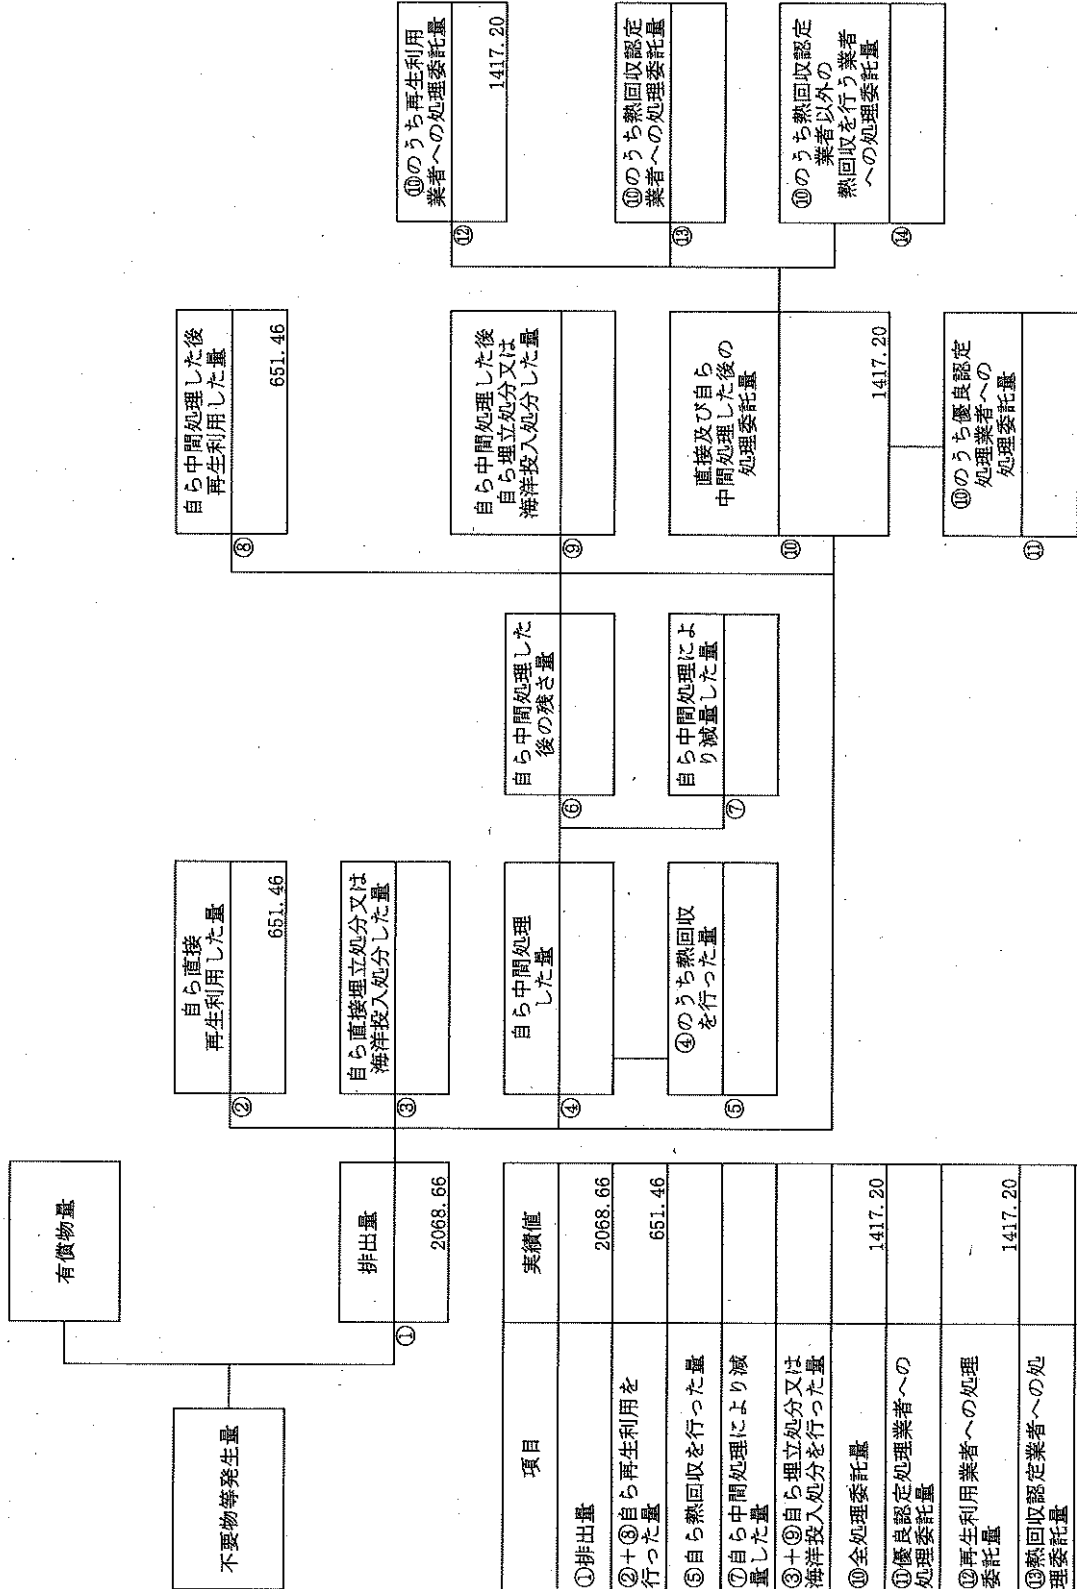 不要物等発生量
有償物量
排出量
①
2068.66
自ら直接
再生利用した量
②
651.46
自ら直接埋立処分又は
海洋投入処分した量
③
自ら中間処理
した量
④
④のうち熱回収
を行った量
⑤
自ら中間処理した
後の残さ量
⑥
自ら中間処理によ
り減量した量
⑦
自ら中間処理した後
再生利用した量
⑧
651.46
自ら中間処理した後
自ら埋立処分又は
海洋投入処分した量
⑨
直接及び自ら
中間処理した後の
処理委託量
⑩
1417.20
⑩のうち優良認定
処理業者への
処理委託量
⑪
⑩のうち再生利用
業者への処理委託量
⑫
1417.20
⑩のうち熱回収認定
業者への処理委託量
⑬
⑩のうち熱回収認定
業者以外の
熱回収を行う業者
への処理委託量
⑭
項目 実績値
①排出量 2068.66
②+⑧自ら再生利用を
行った量 651.46
⑤自ら熱回収を行った量
⑦自ら中間処理により減
量した量
③+⑨自ら埋立処分又は
海洋投入処分を行った量
⑩全処理委託量 1417.20
⑪優良認定処理業者への
処理委託量
⑫再生利用業者への処理
委託量 1417.20
⑬熱回収認定業者への処
理委託量